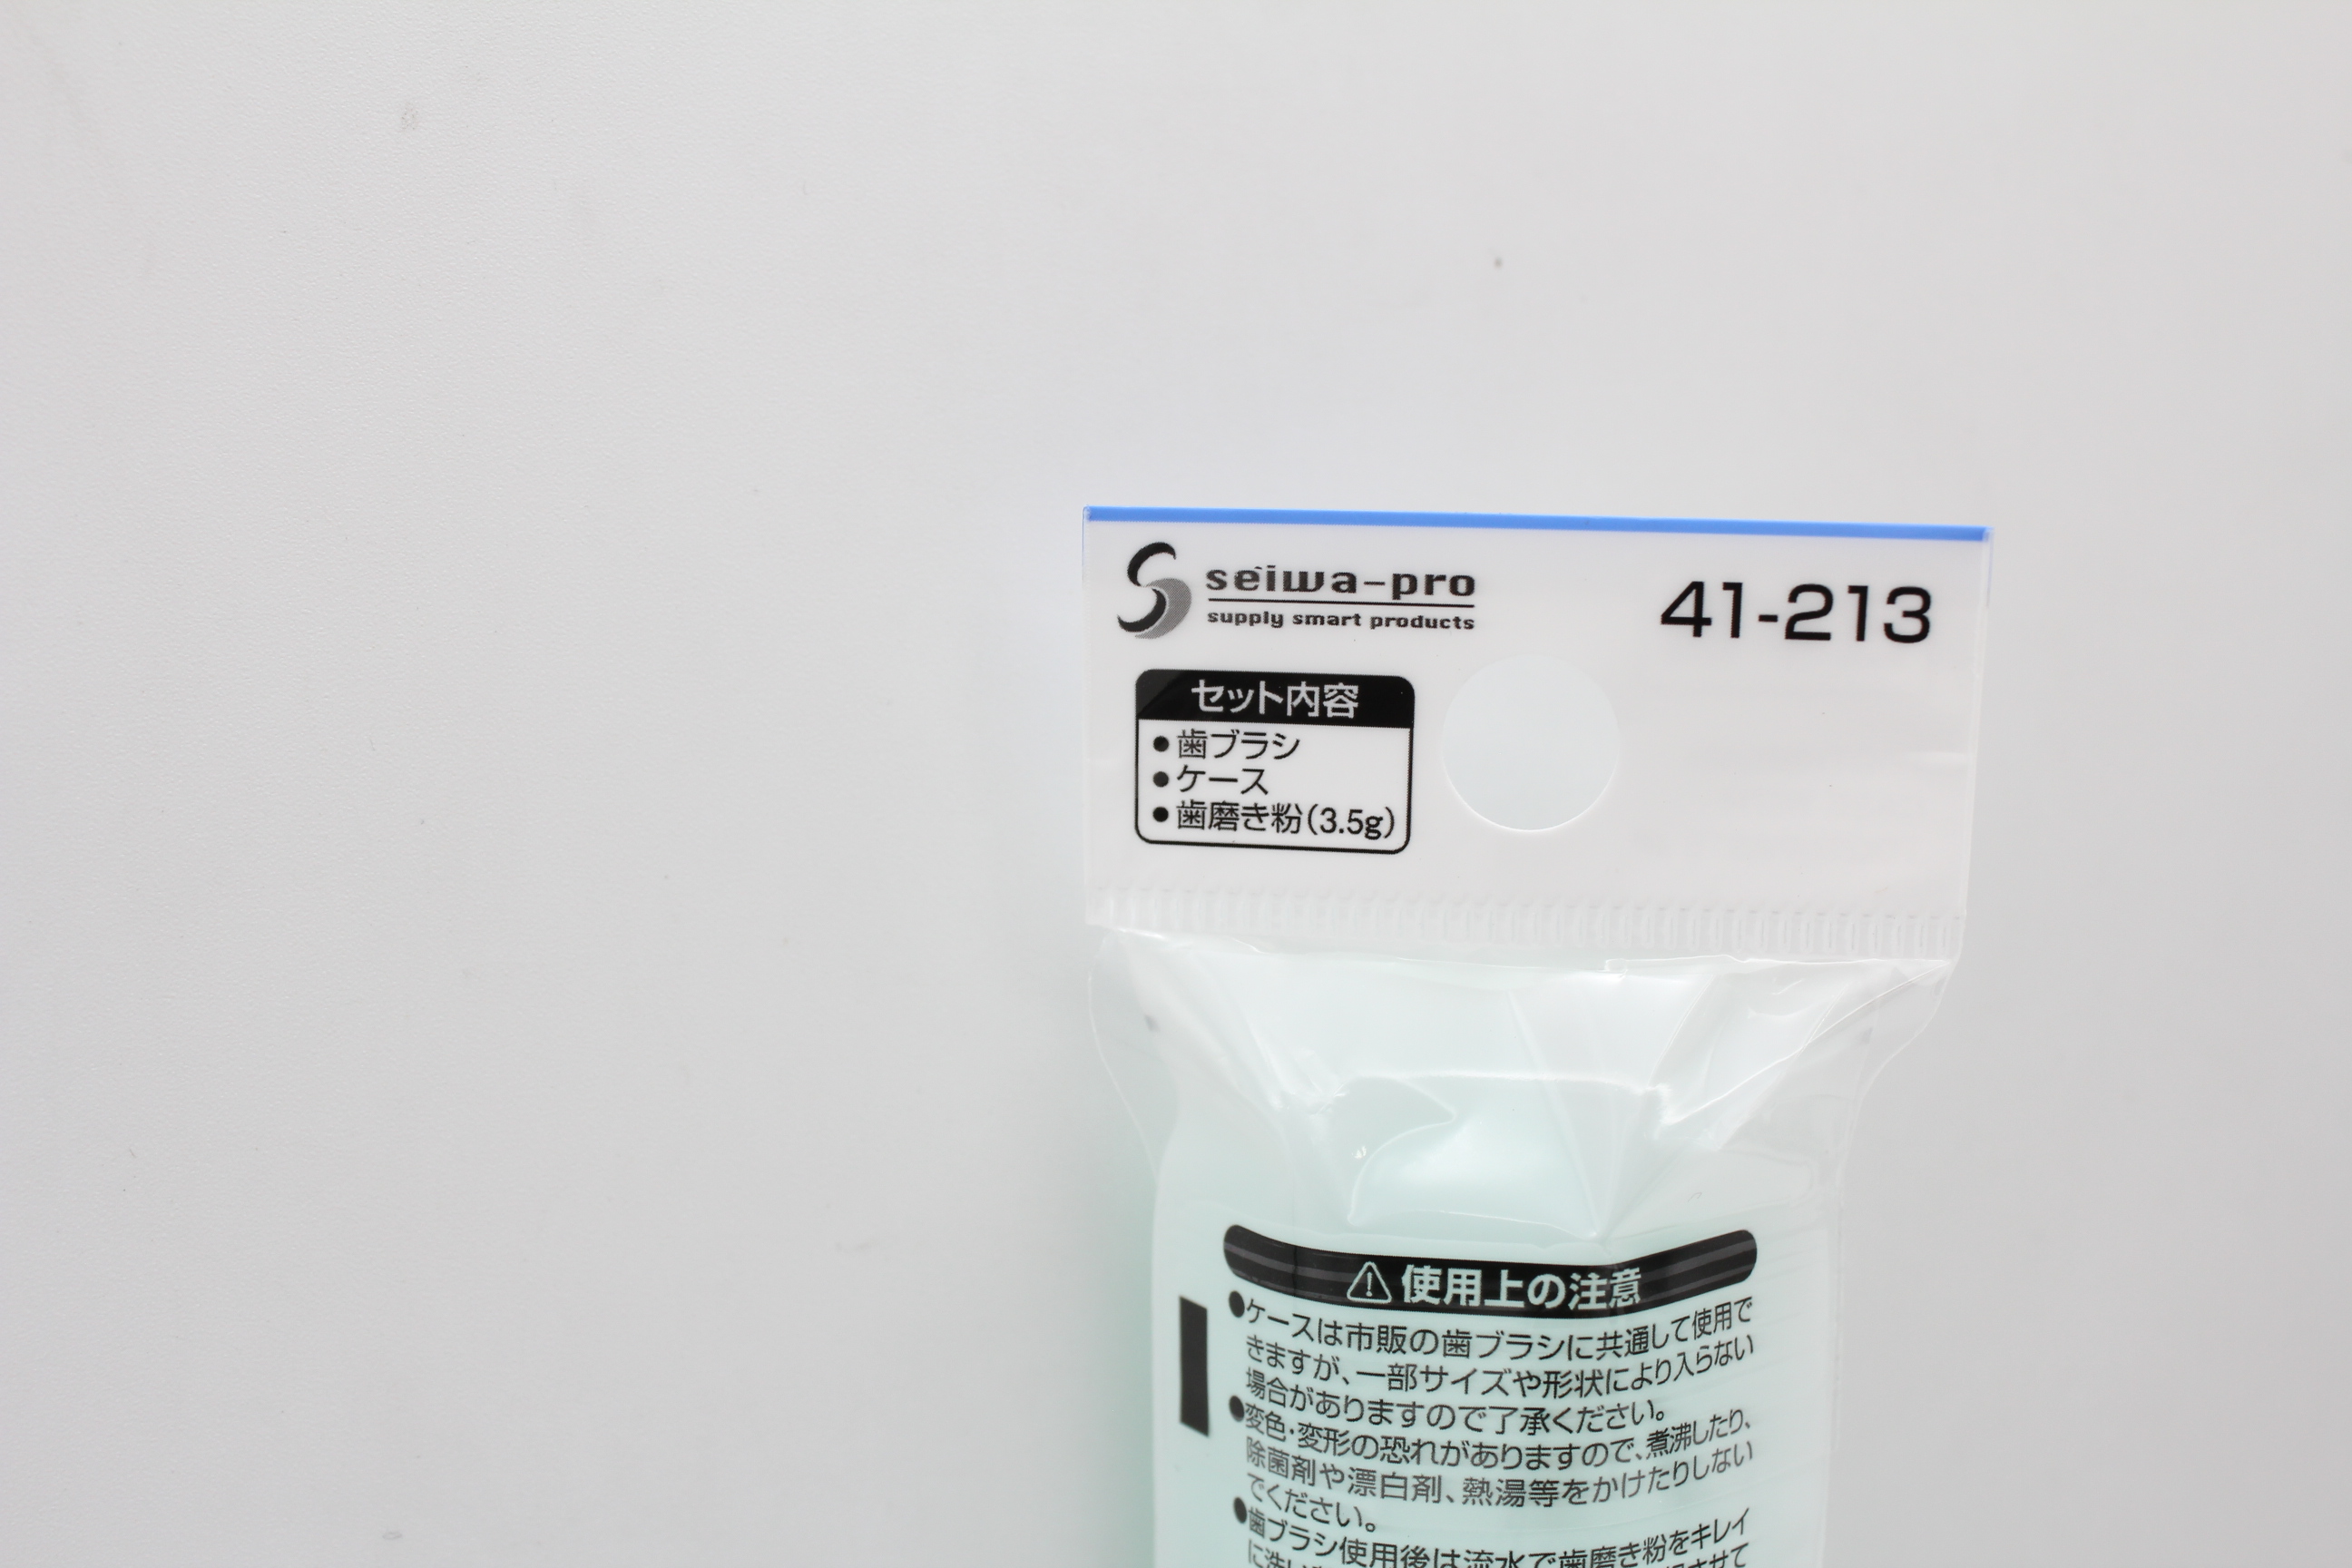 seiwa-pro
supply smart products
41-213
セット内容
●歯ブラシ
●ケース
●歯磨き粉(3.5g)
⚠使用上の注意
●ケースは市販の歯ブラシに共通して使用で
きますが、一部サイズや形状により入らない
場合がありますので了承ください。
●変色・変形の恐れがありますので、煮沸したり、
除菌剤や漂白剤、熱湯等をかけたりしない
でください。
●歯ブラシ使用後は流水で歯磨き粉をキレイ
に洗い